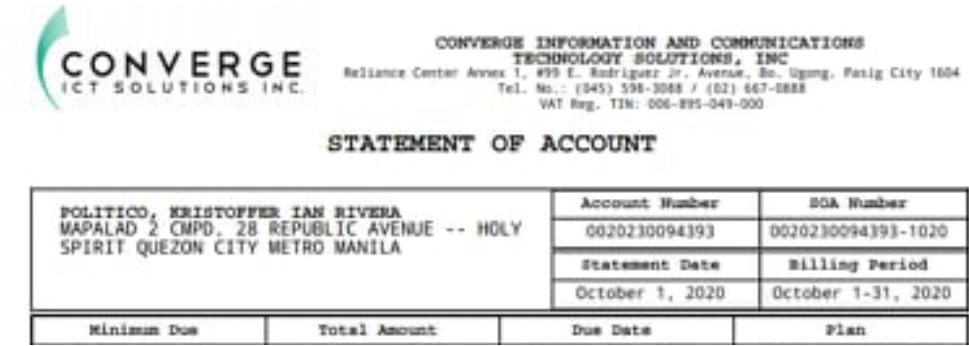 CONVERGE
ICT SOLUTIONS INC.
CONVERGE INFORMATION AND COMMUNICATIONS
TECHNOLOGY SOLUTIONS, INC
Reliance Center Annex 1, #99 E. Rodriguez Jr. Avenue, Bo. Ugong, Pasig City 1604
Tel. No.: (045) 598-3088 / (02) 667-0888
VAT Reg. TIN: 006-895-049-000
STATEMENT OF ACCOUNT
POLITICO, KRISTOFFER IAN RIVERA
MAPALAD 2 CMPD. 28 REPUBLIC AVENUE -- HOLY
SPIRIT QUEZON CITY METRO MANILA
Account Number
SOA Number
0020230094393
0020230094393-1020
Statement Date
Billing Period
October 1, 2020
October 1-31, 2020
Minimum Due
Total Amount
Due Date
Plan